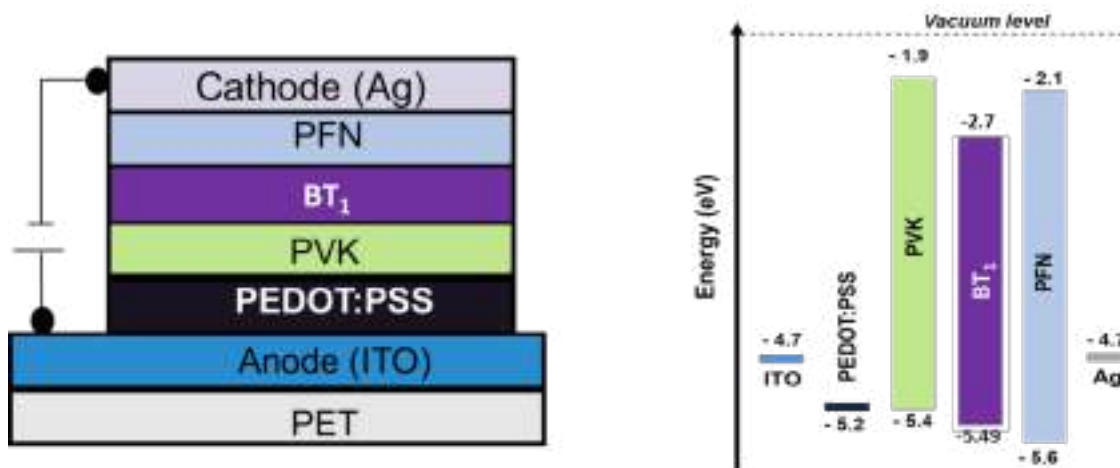 Cathode (Ag)
PFN
BT₁
PVK
PEDOT:PSS
Anode (ITO)
PET
Vacuum level
Energy (eV)
- 4.7
ITO
PEDOT:PSS
- 5.2
- 1.9
PVK
- 5.4
-2.7
BT₁
-5.49
- 2.1
PFN
- 5.6
- 4.7
Ag